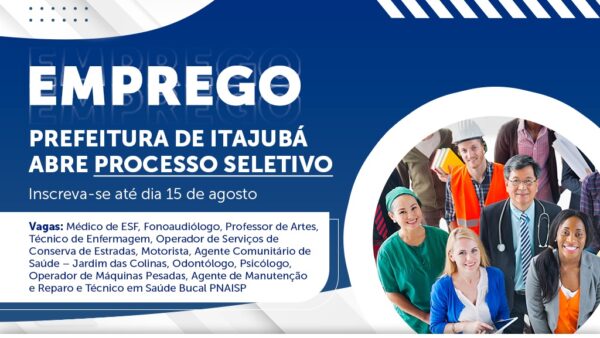 EMPREGO
PREFEITURA DE ITAJUBÁ
ABRE PROCESSO SELETIVO
Inscreva-se até dia 15 de agosto
Vagas: Médico de ESF, Fonoaudiólogo, Professor de Artes,
Técnico de Enfermagem, Operador de Serviços de
Conserva de Estradas, Motorista, Agente Comunitário de
Saúde – Jardim das Colinas, Odontólogo, Psicólogo,
Operador de Máquinas Pesadas, Agente de Manutenção
e Reparo e Técnico em Saúde Bucal PNAISP